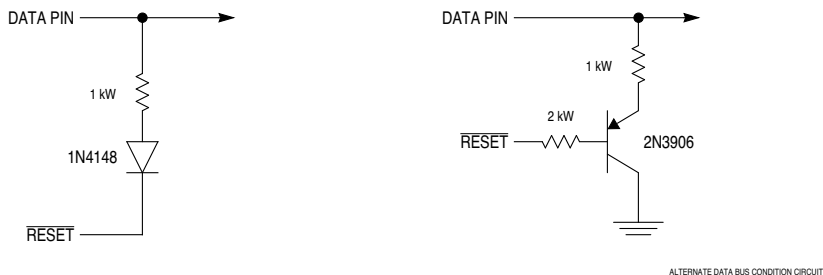 DATA PIN
1 kW
1N4148
RESET
DATA PIN
1 kW
2 kW
RESET
2N3906
ALTERNATE DATA BUS CONDITION CIRCUIT